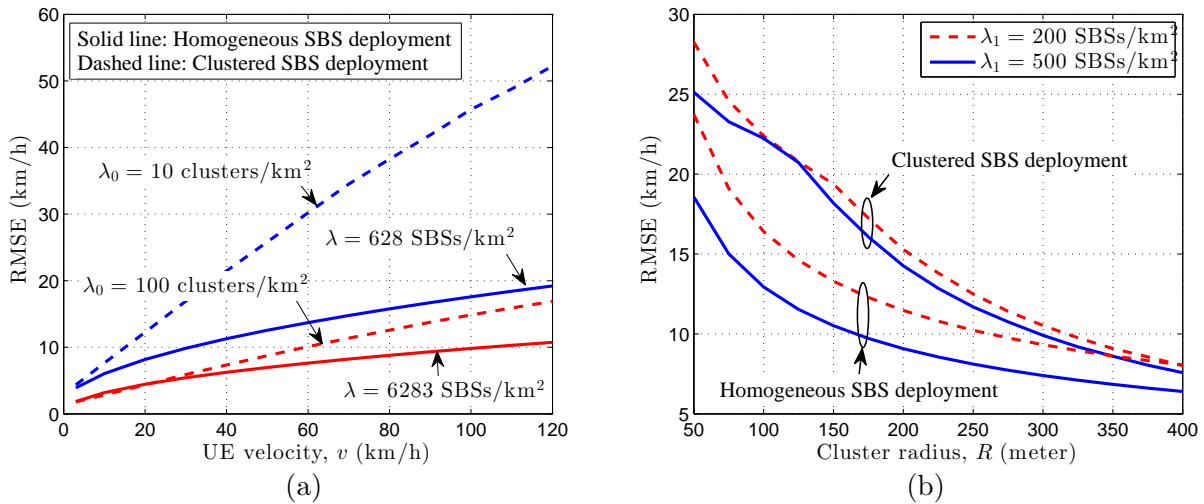 Solid line: Homogeneous SBS deployment
Dashed line: Clustered SBS deployment
60
50
40
30
20
10
0
RMSE (km/h)
λ₀ = 10 clusters/km²
λ = 628 SBSs/km²
λ₀ = 100 clusters/km²
λ = 6283 SBSs/km²
0 20 40 60 80 100 120
UE velocity, v (km/h)
(a)
λ₁ = 200 SBSs/km²
λ₁ = 500 SBSs/km²
30
25
20
15
10
5
RMSE (km/h)
Clustered SBS deployment
Homogeneous SBS deployment
50 100 150 200 250 300 350 400
Cluster radius, R (meter)
(b)